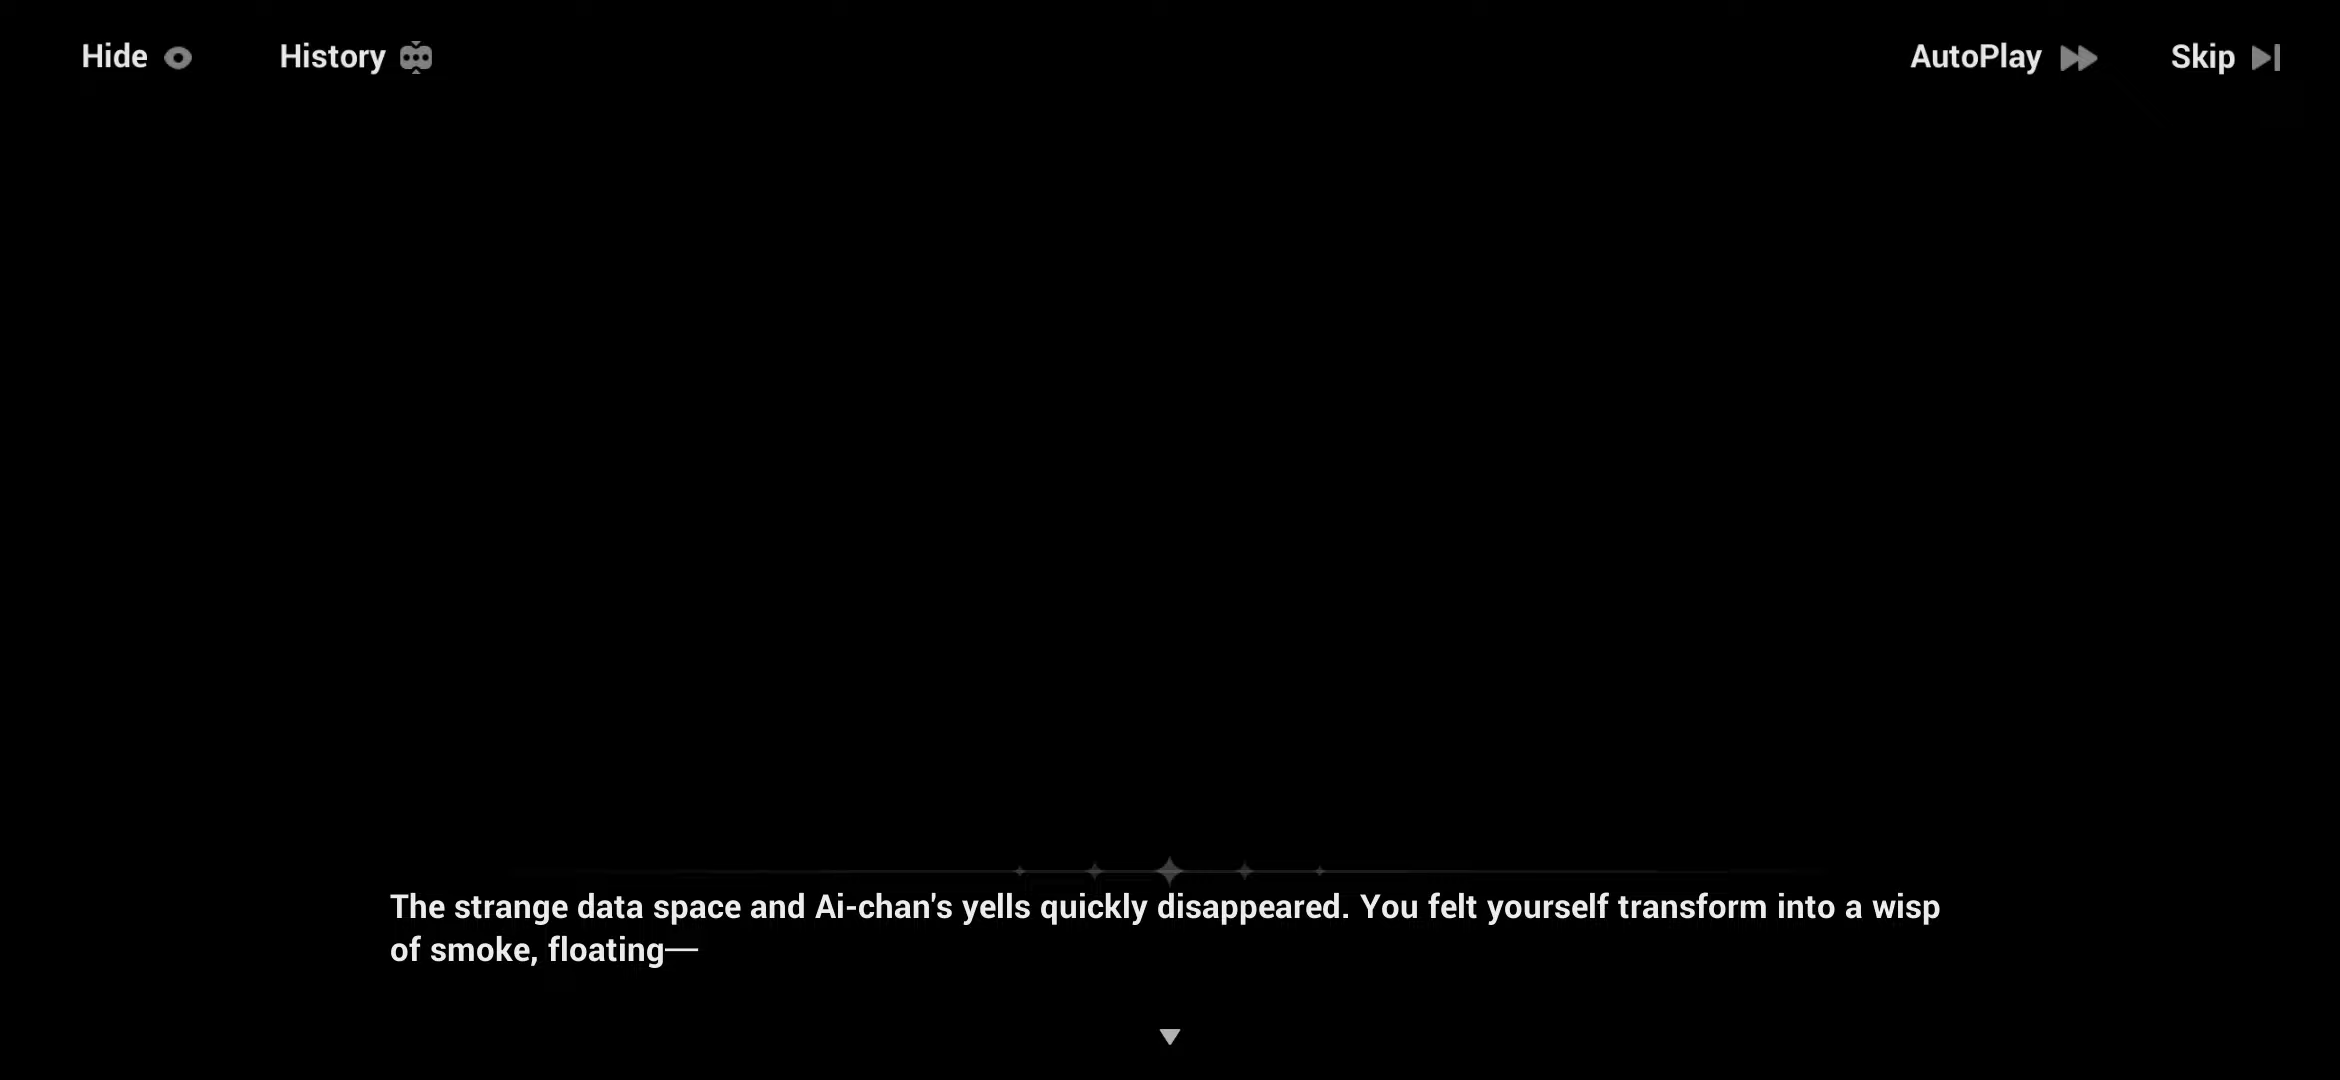 Hide
History
AutoPlay
Skip
The strange data space and Ai-chan's yells quickly disappeared. You felt yourself transform into a wisp
of smoke, floating—